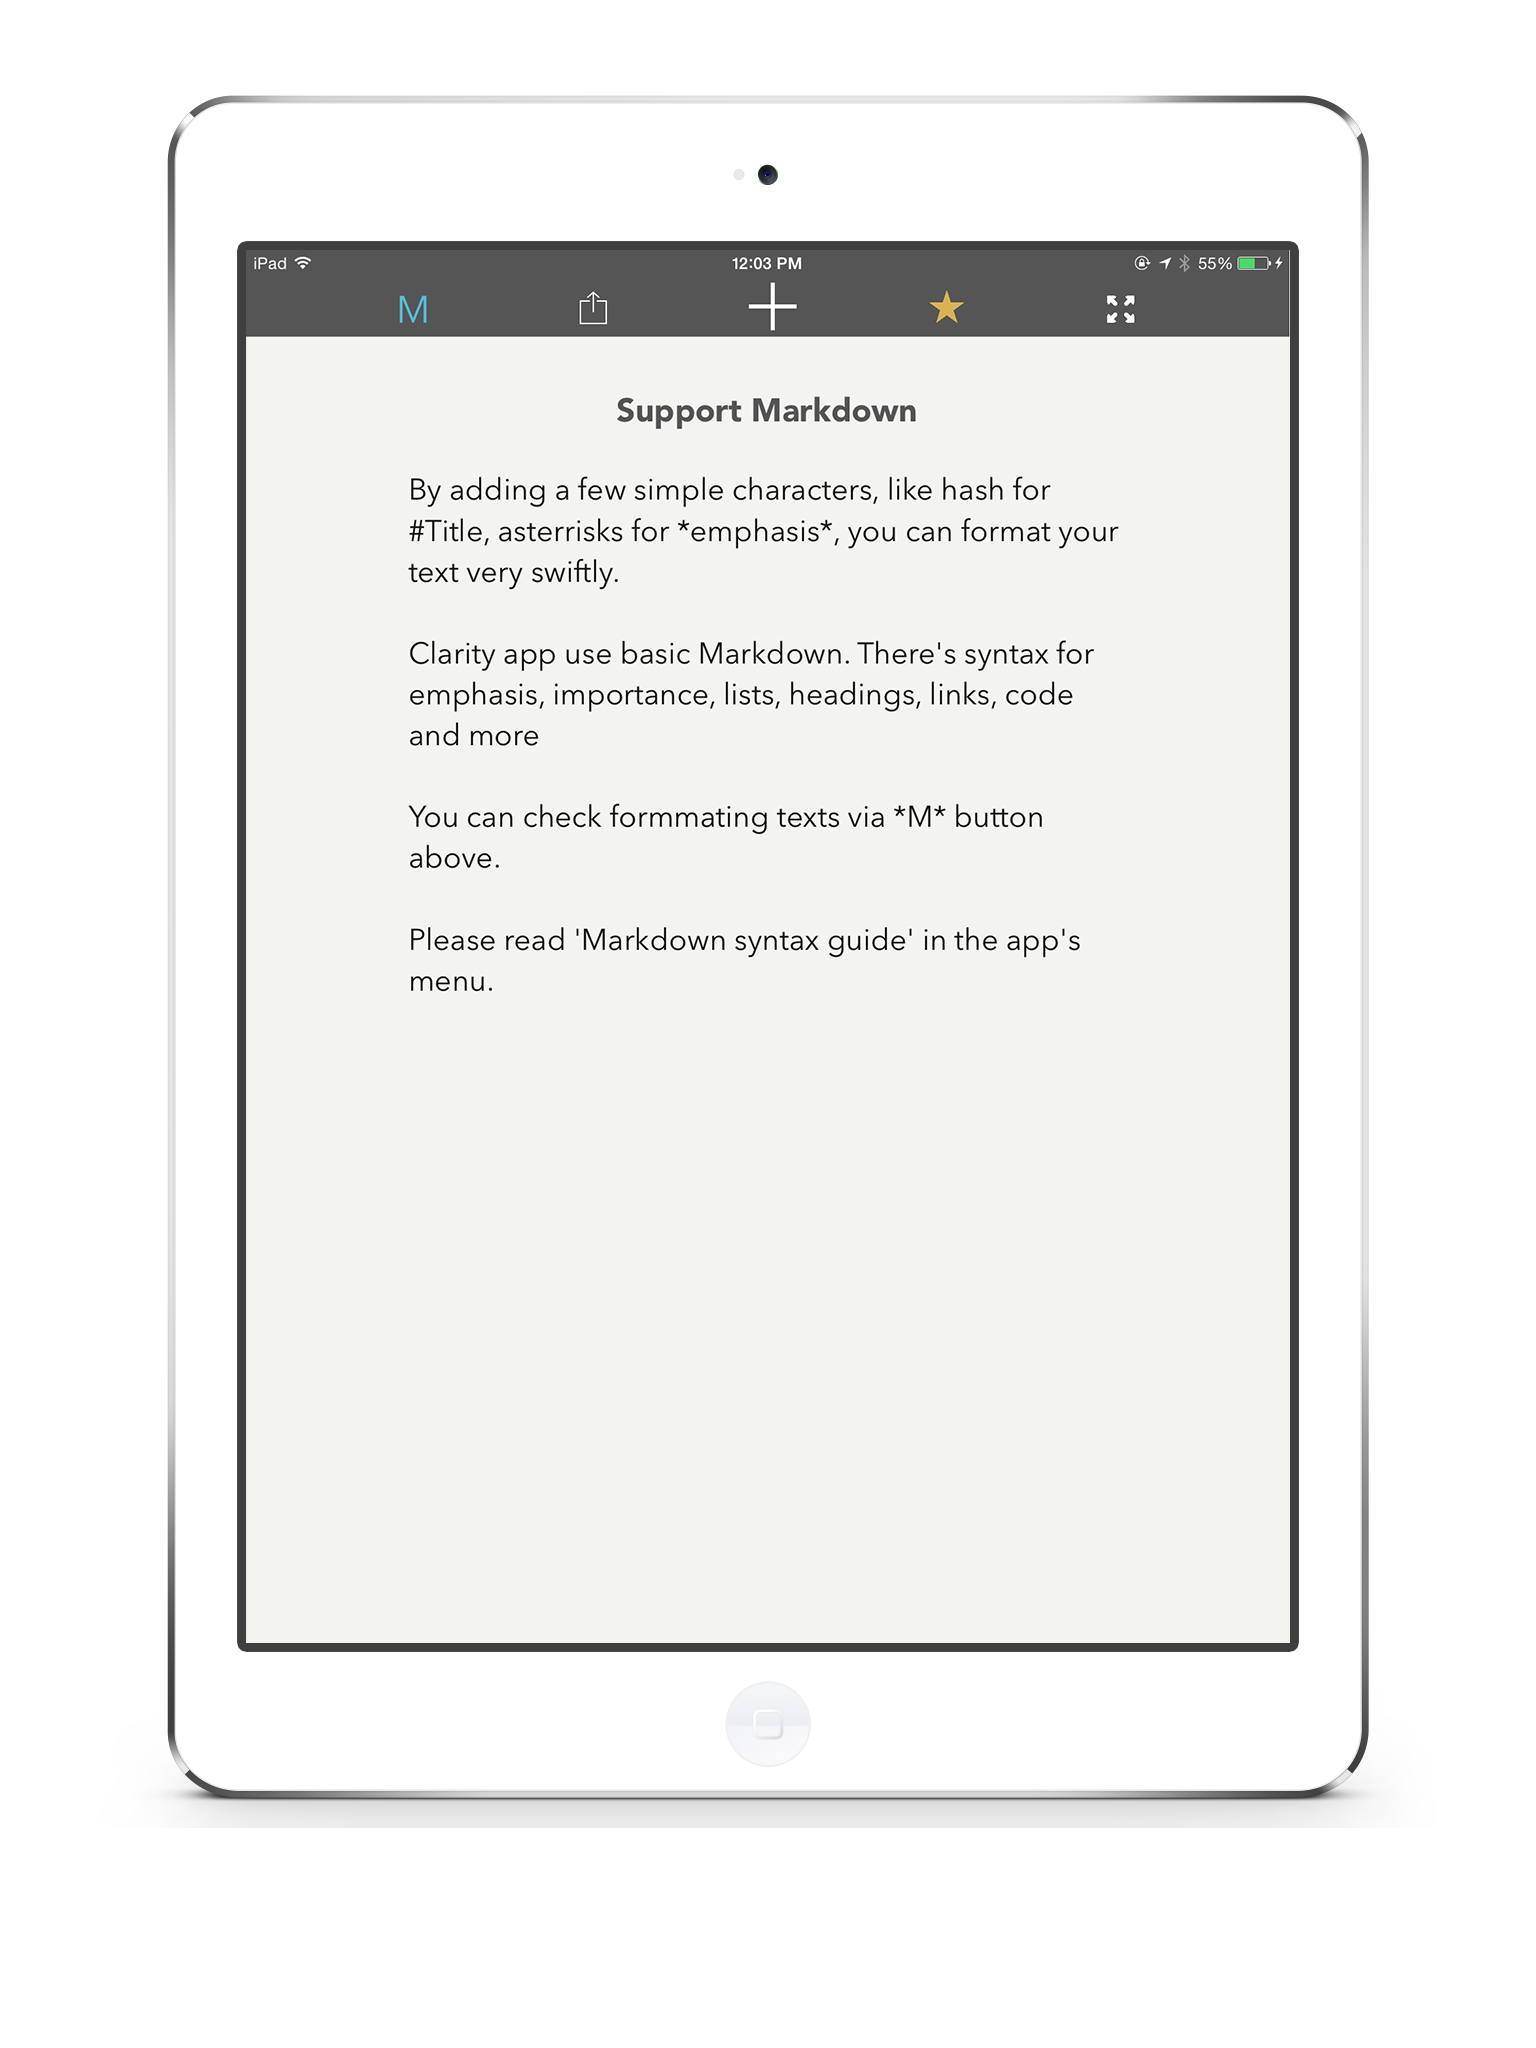 iPad 12:03 PM 55%
M
Support Markdown
By adding a few simple characters, like hash for
#Title, asterrisks for *emphasis*, you can format your
text very swiftly.
Clarity app use basic Markdown. There's syntax for
emphasis, importance, lists, headings, links, code
and more
You can check formmating texts via *M* button
above.
Please read 'Markdown syntax guide' in the app's
menu.